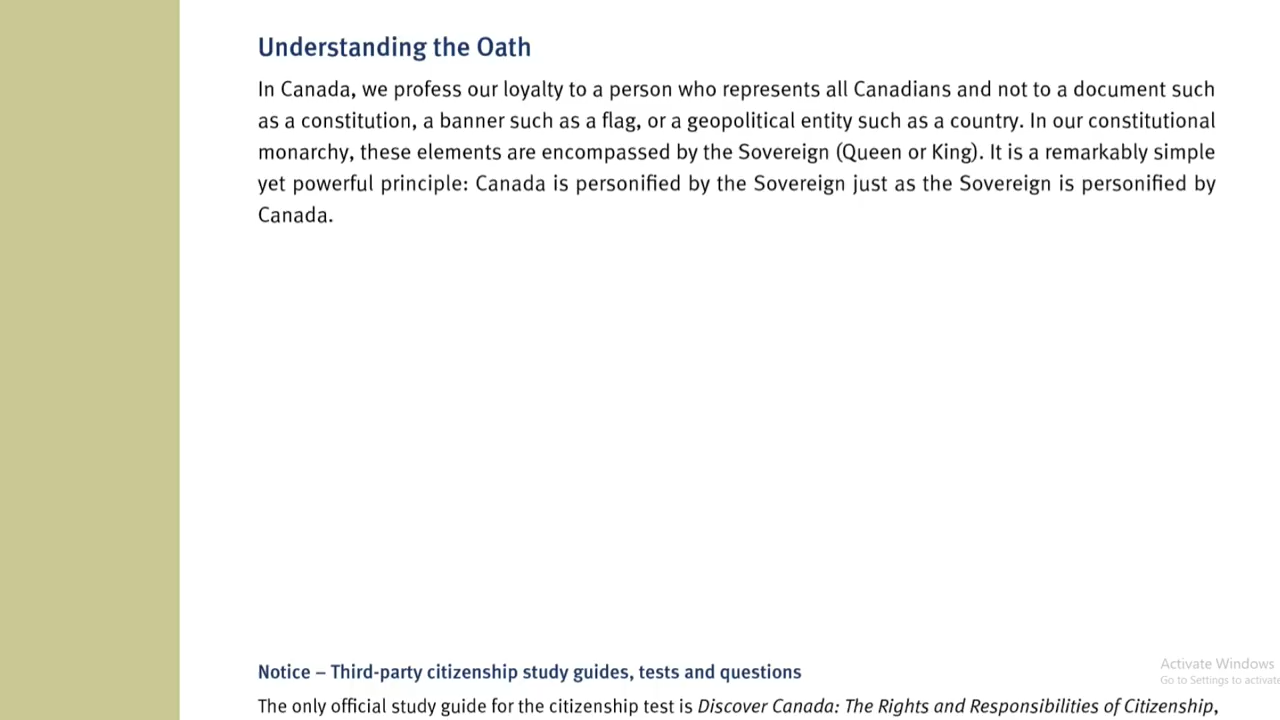 Understanding the Oath
In Canada, we profess our loyalty to a person who represents all Canadians and not to a document such
as a constitution, a banner such as a flag, or a geopolitical entity such as a country. In our constitutional
monarchy, these elements are encompassed by the Sovereign (Queen or King). It is a remarkably simple
yet powerful principle: Canada is personified by the Sovereign just as the Sovereign is personified by
Canada.
Notice – Third-party citizenship study guides, tests and questions
Activate Windows
Go to Settings to activate
The only official study guide for the citizenship test is Discover Canada: The Rights and Responsibilities of Citizenship,